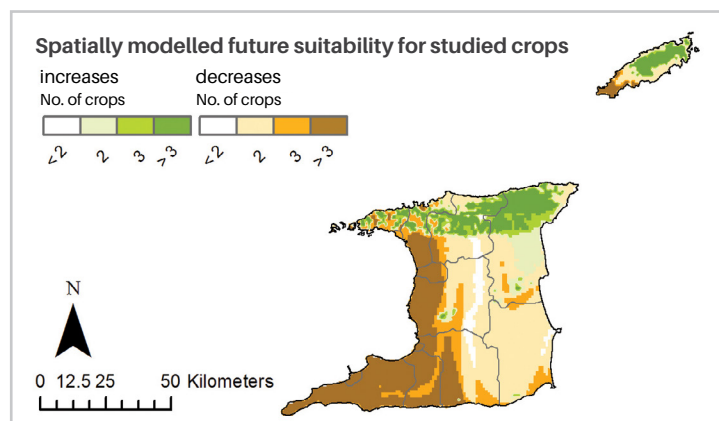 Spatially modelled future suitability for studied crops
increases decreases
No. of crops No. of crops
<2 2 3 >3 <2 2 3 >3
N
0 12.5 25 50 Kilometers